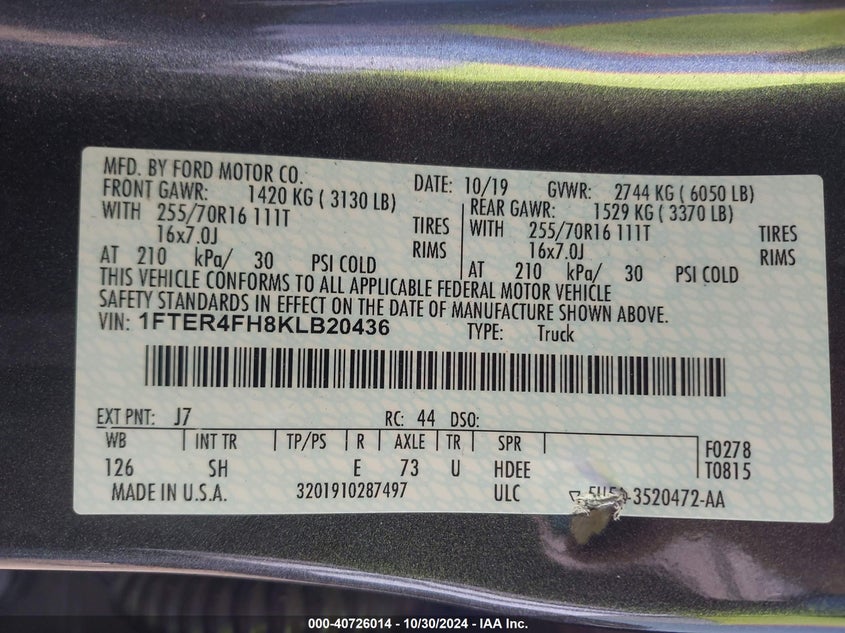 MFD. BY FORD MOTOR CO.
DATE: 10/19 GVWR: 2744 KG ( 6050 LB)
FRONT GAWR: 1420 KG ( 3130 LB) REAR GAWR: 1529 KG ( 3370 LB)
WITH 255/70R16 111T TIRES WITH 255/70R16 111T TIRES
16x7.0J RIMS 16x7.0J RIMS
AT 210 kPa/ 30 PSI COLD AT 210 kPa/ 30 PSI COLD
THIS VEHICLE CONFORMS TO ALL APPLICABLE FEDERAL MOTOR VEHICLE
SAFETY STANDARDS IN EFFECT ON THE DATE OF MANUFACTURE SHOWN ABOVE.
VIN: 1FTER4FH8KLB20436 TYPE: Truck
EXT PNT: J7 RC: 44 DSO:
WB INT TR TP/PS R AXLE TR SPR F0278
126 SH E 73 U HDEE T0815
MADE IN U.S.A. 3201910287497 ULC 3520472-AA
000-40726014 - 10/30/2024 - IAA Inc.